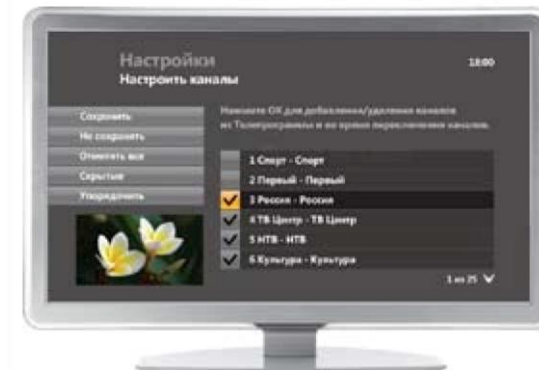 Настройки
Настроить каналы
18:00
Сохранить
Не сохранить
Отметить все
Скрытые
Упорядочить
Нажмите ОК для добавления/удаления каналов
из Телепрограммы и во время переключения каналов.
1 Спорт - Спорт
2 Первый - Первый
3 Россия - Россия
4 ТВ Центр - ТВ Центр
5 НТВ - НТВ
6 Культура - Культура
1 из 25